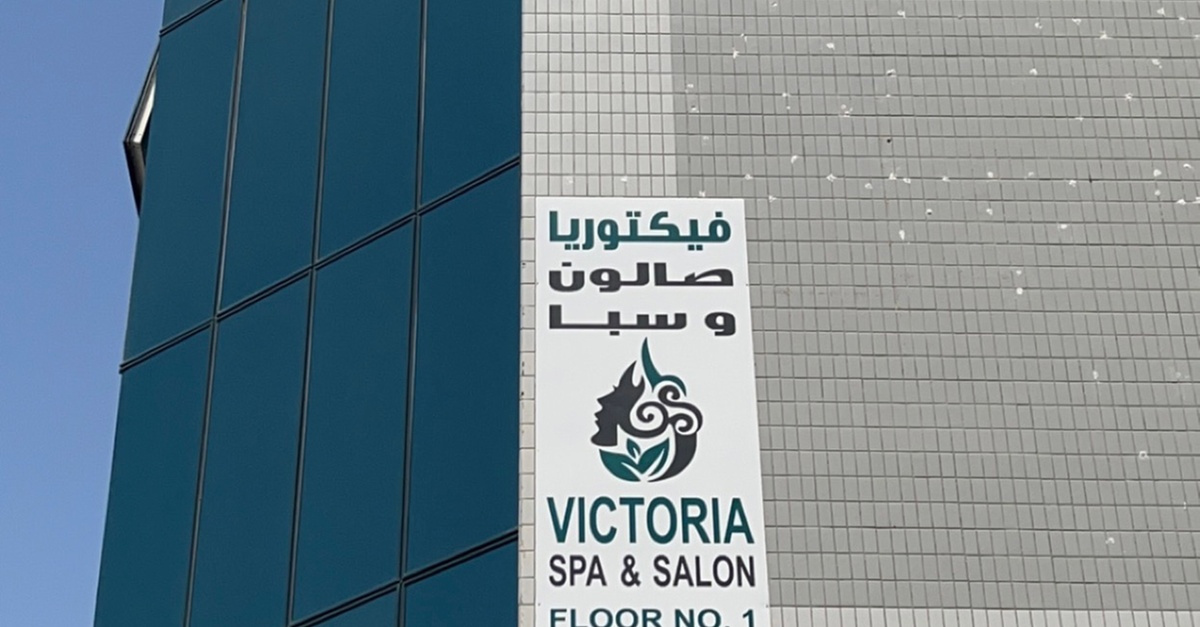 فيكتوريا
صالون
و سبا
VICTORIA
SPA & SALON
FLOOR NO. 1